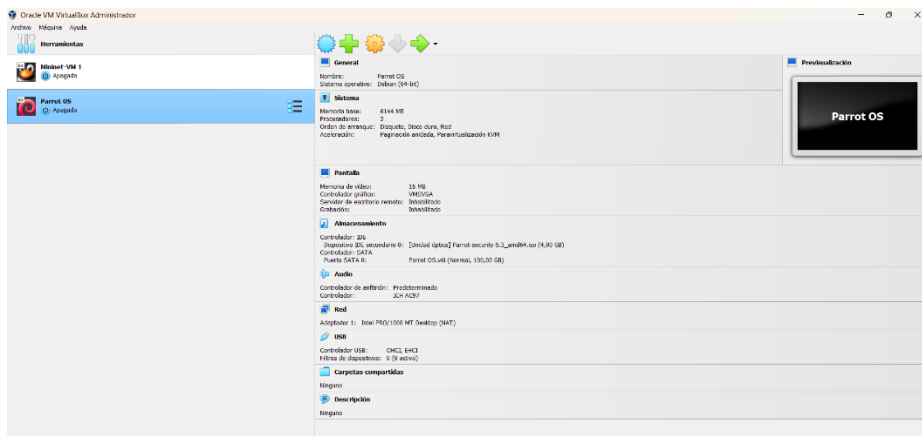 Oracle VM VirtualBox Administrador
Archivo Máquina Ayuda
Herramientas
Mininet-VM 1
Apagada
Parrot OS
Apagada
General
Nombre: Parrot OS
Sistema operativo: Debian (64-bit)
Sistema
Memoria base: 6144 MB
Procesadores: 2
Orden de arranque: Disquete, Disco duro, Red
Aceleración: Paginación anidada, Paravirtualización KVM
Previsualización
Parrot OS
Pantalla
Memoria de vídeo: 16 MB
Controlador gráfico: VMSVGA
Servidor de escritorio remoto: Inhabilitado
Grabación: Inhabilitado
Almacenamiento
Controlador: IDE
Dispositivo IDE secundario 0: [Unidad óptica] Parrot-security-5.3_amd64.iso (4,90 GB)
Controlador: SATA
Puerto SATA 0: Parrot OS.vdi (Normal, 100,00 GB)
Audio
Controlador de anfitrión: Predeterminado
Controlador: ICH AC97
Red
Adaptador 1: Intel PRO/1000 MT Desktop (NAT)
USB
Controlador USB: OHCI, EHCI
Filtros de dispositivos: 0 (0 activo)
Carpetas compartidas
Ninguno
Descripción
Ninguno